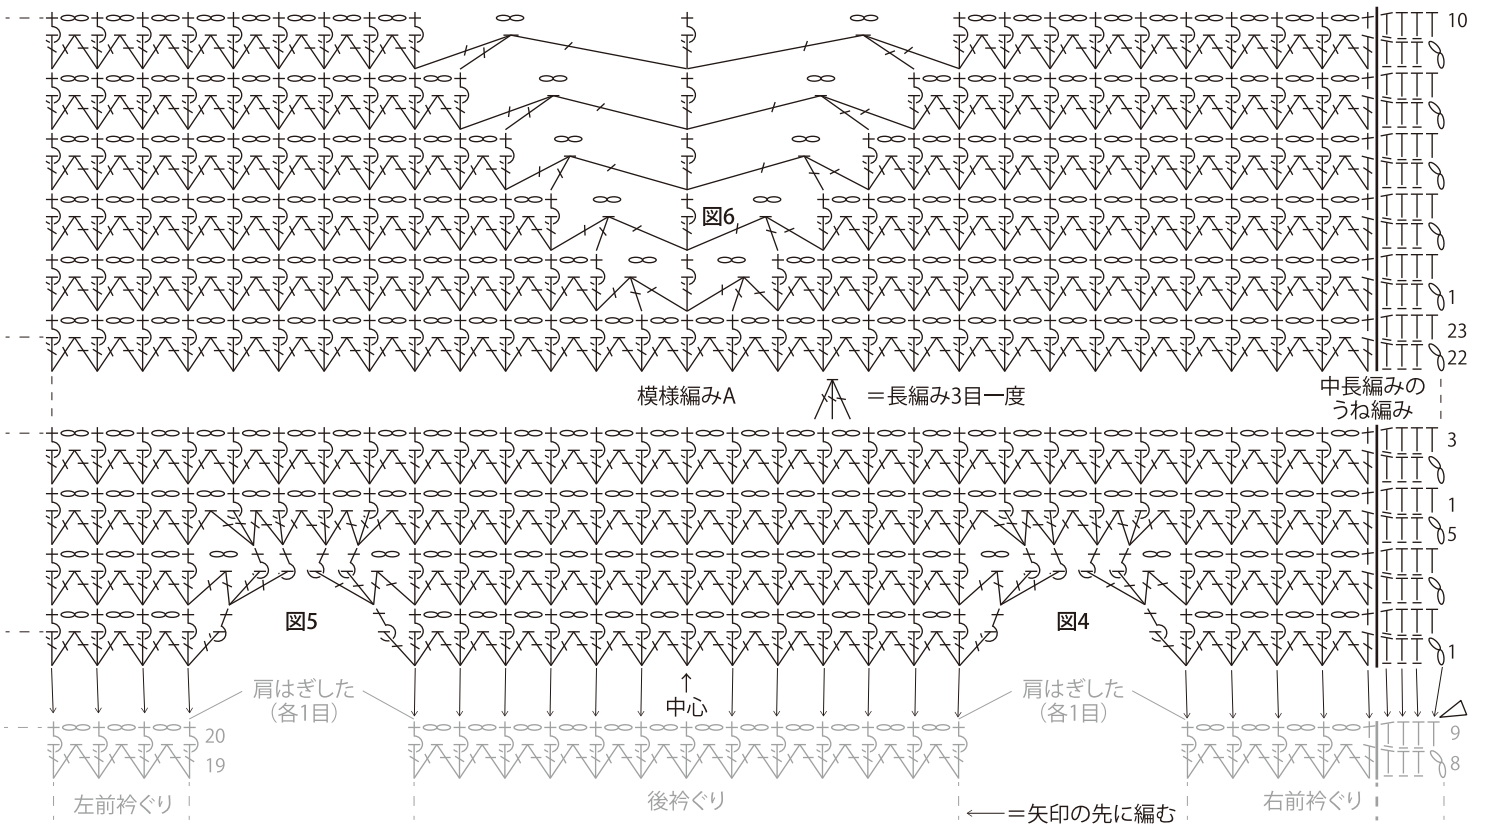 10
図6
1
23
22
模様編みA
=長編み3目一度
中長編みの
うね編み
3
1
5
図5
図4
1
肩はぎした
(各1目)
中心
肩はぎした
(各1目)
20
19
9
8
左前衿ぐり
後衿ぐり
右前衿ぐり
=矢印の先に編む